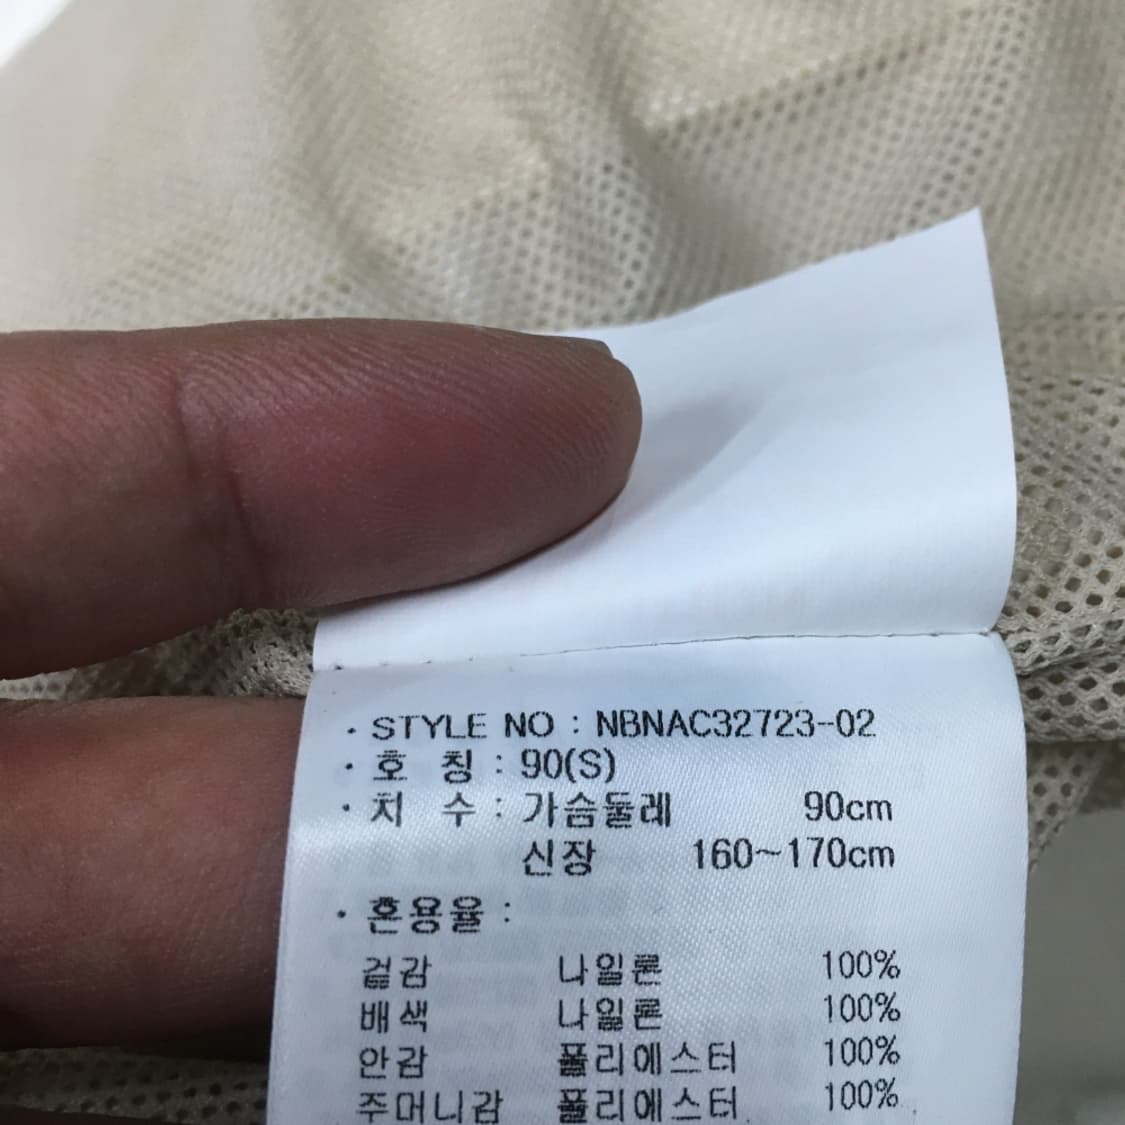 · STYLE NO : NBNAC32723-02
· 호 칭 : 90(S)
· 치 수 : 가슴둘레 90cm
신장 160~170cm
· 혼용율 :
겉감 나일론 100%
배색 나일론 100%
안감 폴리에스터 100%
주머니감 폴리에스터 100%